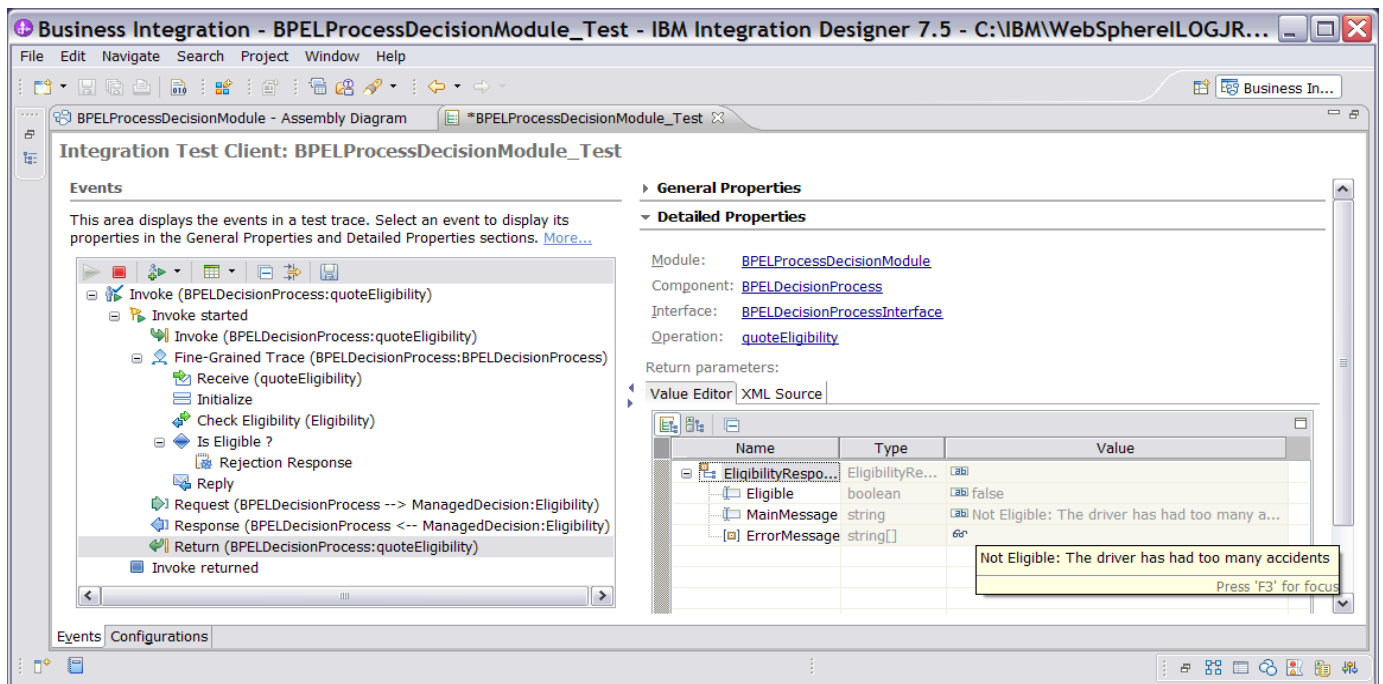 Business Integration - BPELProcessDecisionModule_Test - IBM Integration Designer 7.5 - C:\IBM\WebSphereILOGJR...
File Edit Navigate Search Project Window Help
Business In...
BPELProcessDecisionModule - Assembly Diagram
*BPELProcessDecisionModule_Test
Integration Test Client: BPELProcessDecisionModule_Test
Events
This area displays the events in a test trace. Select an event to display its
properties in the General Properties and Detailed Properties sections. More...
Invoke (BPELDecisionProcess:quoteEligibility)
Invoke started
Invoke (BPELDecisionProcess:quoteEligibility)
Fine-Grained Trace (BPELDecisionProcess:BPELDecisionProcess)
Receive (quoteEligibility)
Initialize
Check Eligibility (Eligibility)
Is Eligible ?
Rejection Response
Reply
Request (BPELDecisionProcess --> ManagedDecision:Eligibility)
Response (BPELDecisionProcess <-- ManagedDecision:Eligibility)
Return (BPELDecisionProcess:quoteEligibility)
Invoke returned
Events Configurations
General Properties
Detailed Properties
Module: BPELProcessDecisionModule
Component: BPELDecisionProcess
Interface: BPELDecisionProcessInterface
Operation: quoteEligibility
Return parameters:
Value Editor XML Source
Name Type Value
EligibilityRespo... EligibilityRe...
Eligible boolean false
MainMessage string Not Eligible: The driver has had too many a...
ErrorMessage string[]
Not Eligible: The driver has had too many accidents
Press 'F3' for focus